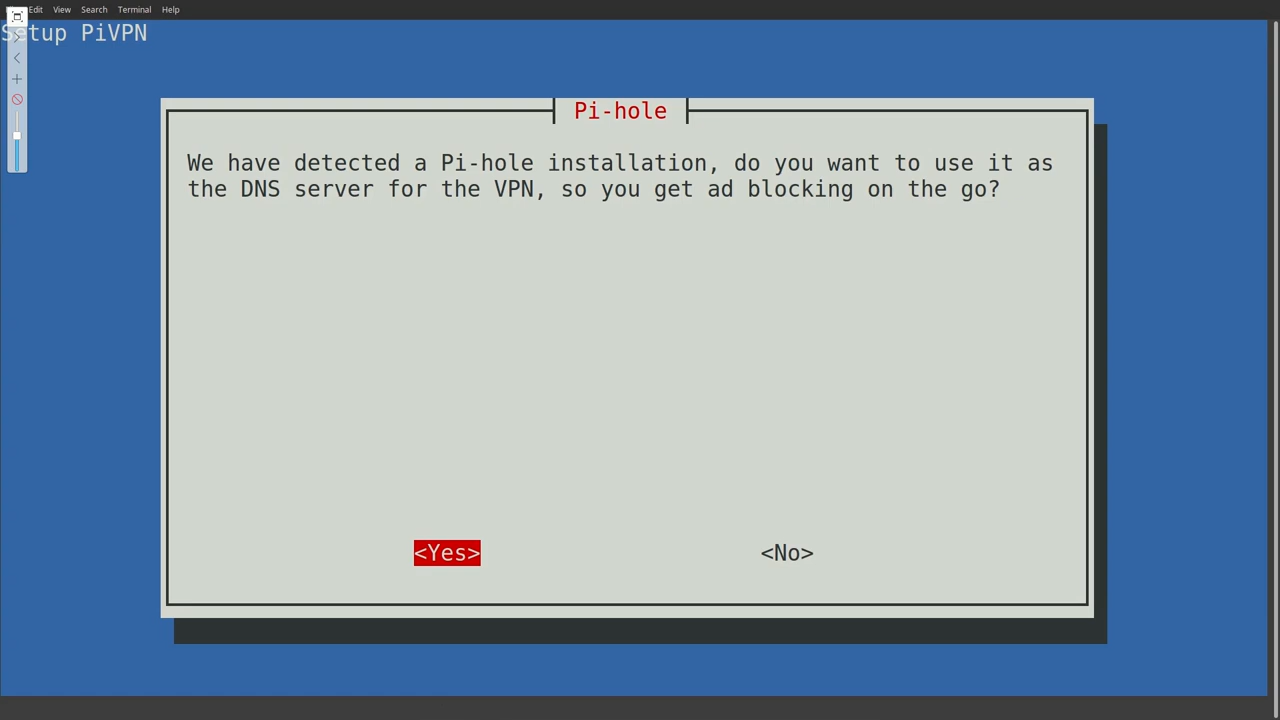 Edit View Search Terminal Help
Setup PiVPN
Pi-hole
We have detected a Pi-hole installation, do you want to use it as
the DNS server for the VPN, so you get ad blocking on the go?
<Yes> <No>